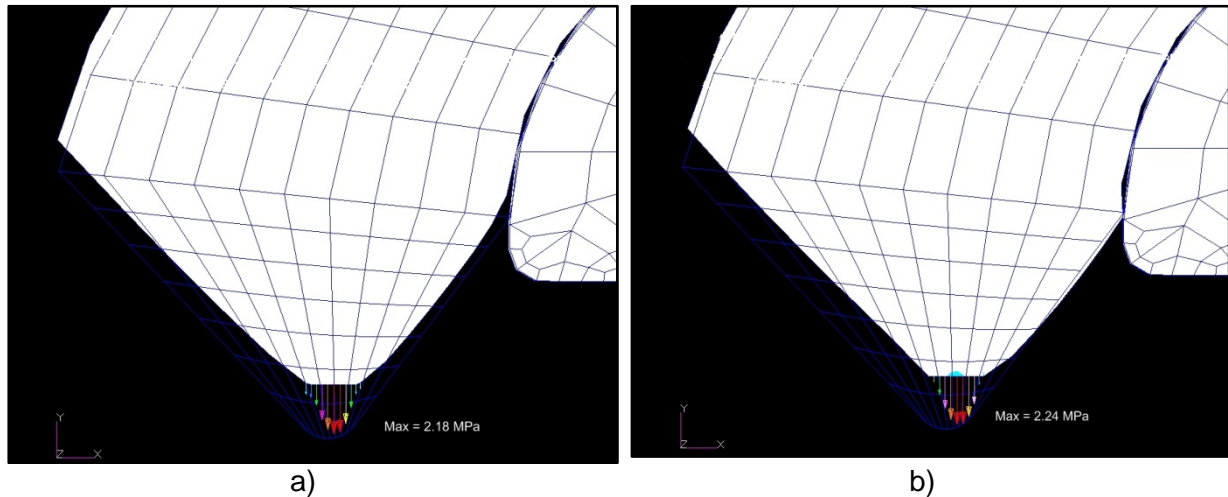 Y
Z X
Max = 2.18 MPa
Y
Z X
Max = 2.24 MPa
a)
b)